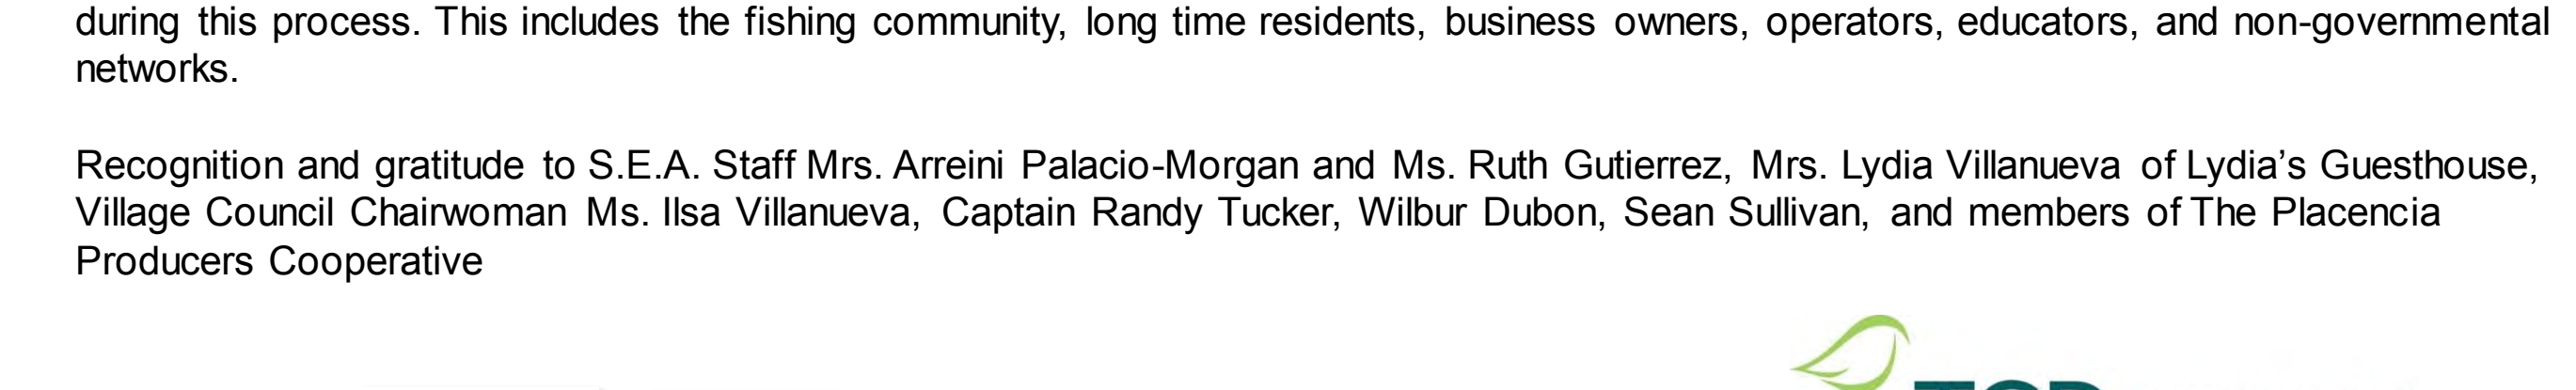 during this process. This includes the fishing community, long time residents, business owners, operators, educators, and non-governmental
networks.
Recognition and gratitude to S.E.A. Staff Mrs. Arreini Palacio-Morgan and Ms. Ruth Gutierrez, Mrs. Lydia Villanueva of Lydia’s Guesthouse,
Village Council Chairwoman Ms. Ilsa Villanueva, Captain Randy Tucker, Wilbur Dubon, Sean Sullivan, and members of The Placencia
Producers Cooperative